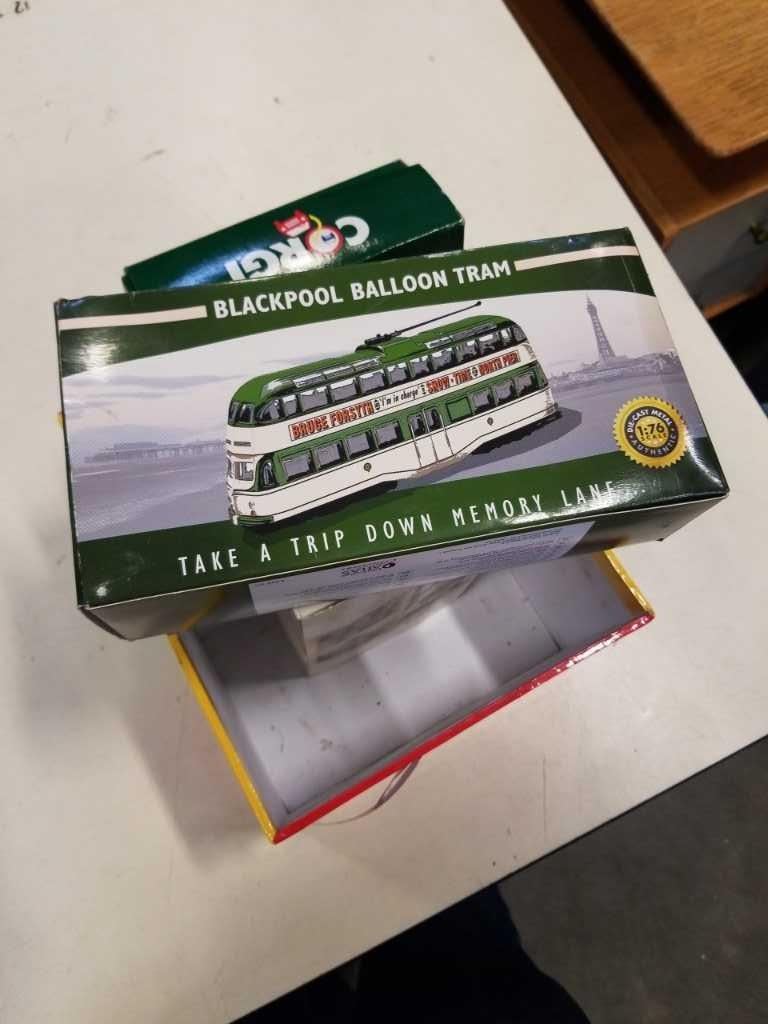 CORGI
BLACKPOOL BALLOON TRAM
BRUCE FORSYTH I'm in charge SHOW-TIME NORTH PIER
DIE-CAST METAL
1:76
SCALE
AUTHENTIC
TAKE A TRIP DOWN MEMORY LANE...